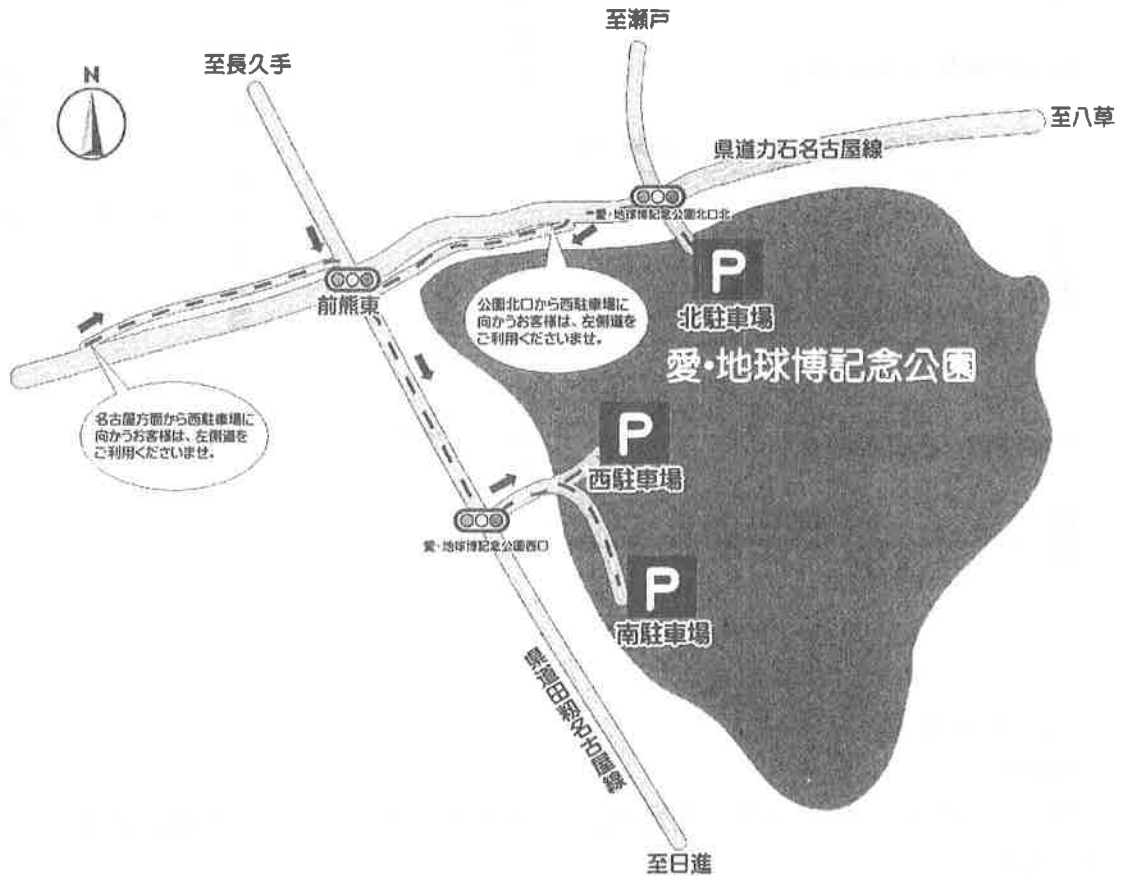 至瀬戸
至長久手
N
至八草
県道力石名古屋線
愛・地球博記念公園北口北
P
北駐車場
前熊東
公園北口から西駐車場に
向かうお客様は、左側道を
ご利用くださいませ。
愛・地球博記念公園
名古屋方面から西駐車場に
向かうお客様は、左側道を
ご利用くださいませ。
P
西駐車場
愛・地球博記念公園西口
P
南駐車場
県道田籾名古屋線
至日進